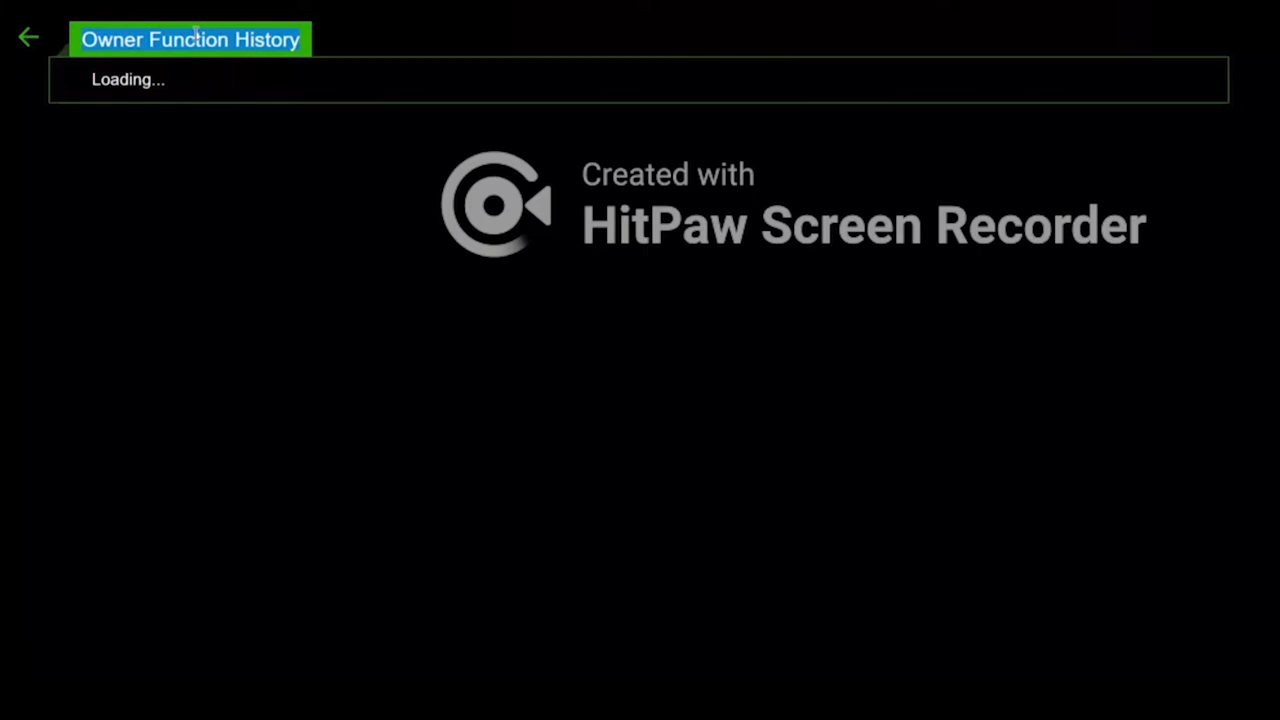 Owner Function History
Loading...
Created with
HitPaw Screen Recorder